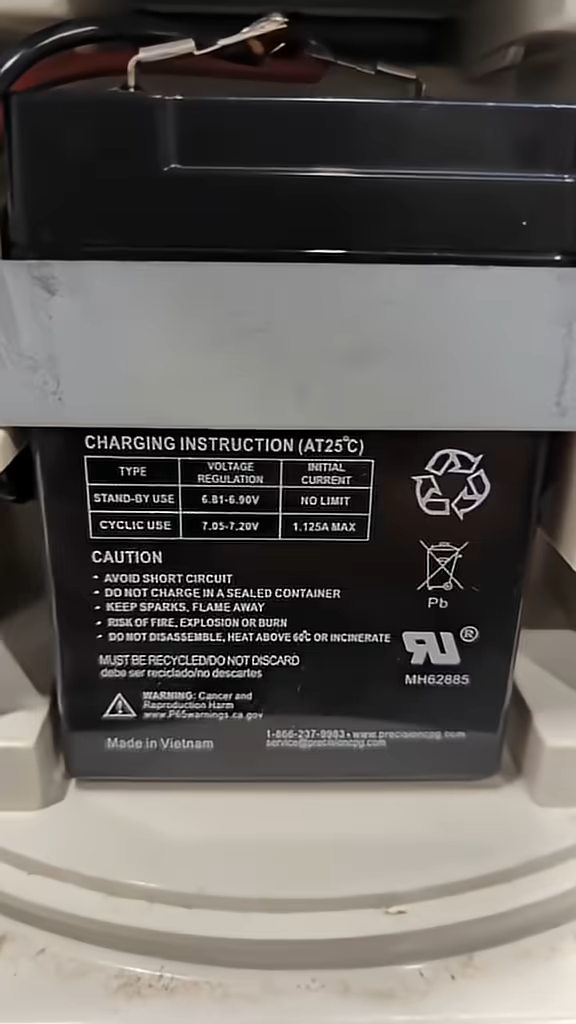 CHARGING INSTRUCTION (AT25℃)
TYPE VOLTAGE REGULATION INITIAL CURRENT
STAND-BY USE 6.81-6.90V NO LIMIT
CYCLIC USE 7.05-7.20V 1.125A MAX
CAUTION
• AVOID SHORT CIRCUIT
• DO NOT CHARGE IN A SEALED CONTAINER
• KEEP SPARKS, FLAME AWAY
• RISK OF FIRE, EXPLOSION OR BURN
• DO NOT DISASSEMBLE, HEAT ABOVE 60℃ OR INCINERATE
MUST BE RECYCLED/DO NOT DISCARD
debe ser reciclado/no descartes
WARNING: Cancer and
Reproduction Harm
www.P65warnings.ca.gov
Made in Vietnam
1-866-237-9983 • www.precisioncpg.com
service@precisioncpg.com
Pb
RU®
MH62885